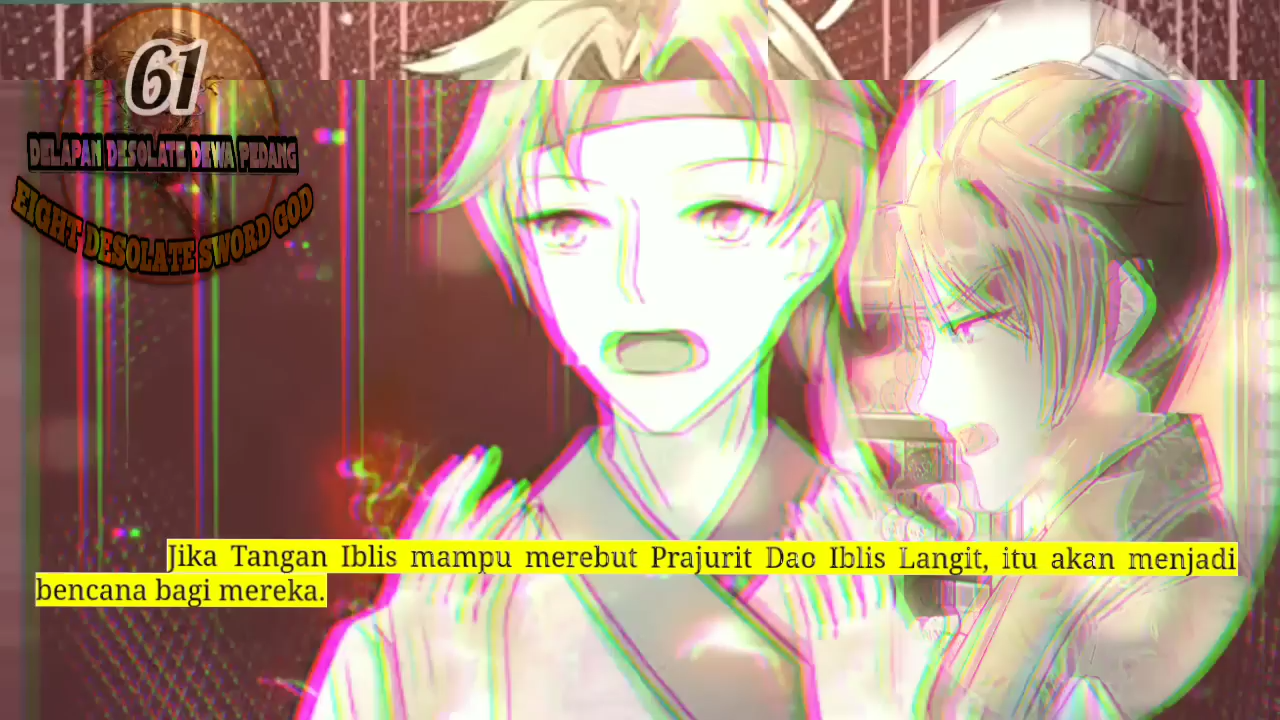 61
DELAPAN DESOLATE DEWA PEDANG
EIGHT DESOLATE SWORD GOD
Jika Tangan Iblis mampu merebut Prajurit Dao Iblis Langit, itu akan menjadi
bencana bagi mereka.